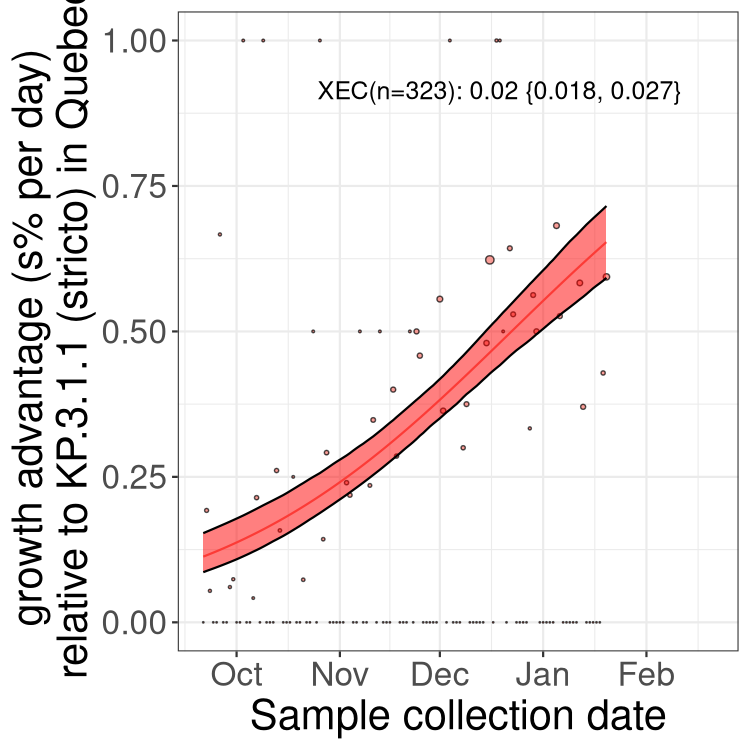 growth advantage (s% per day)
relative to KP.3.1.1 (stricto) in Quebec
1.00
0.75
0.50
0.25
0.00
XEC(n=323): 0.02 {0.018, 0.027}
Oct Nov Dec Jan Feb
Sample collection date